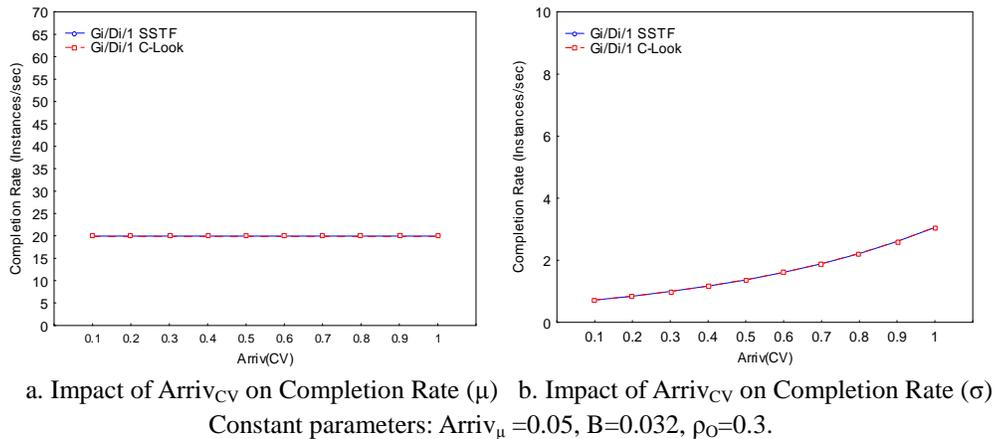 70
65
60
55
50
45
40
35
30
25
20
15
10
5
0
Completion Rate (Instances/sec)
Gi/Di/1 SSTF
Gi/Di/1 C-Look
0.1 0.2 0.3 0.4 0.5 0.6 0.7 0.8 0.9 1
Arriv(CV)
10
8
6
4
2
0
Completion Rate (Instances/sec)
Gi/Di/1 SSTF
Gi/Di/1 C-Look
0.1 0.2 0.3 0.4 0.5 0.6 0.7 0.8 0.9 1
Arriv(CV)
a. Impact of Arriv_CV on Completion Rate (μ)
b. Impact of Arriv_CV on Completion Rate (σ)
Constant parameters: Arriv_μ =0.05, B=0.032, ρ_O=0.3.